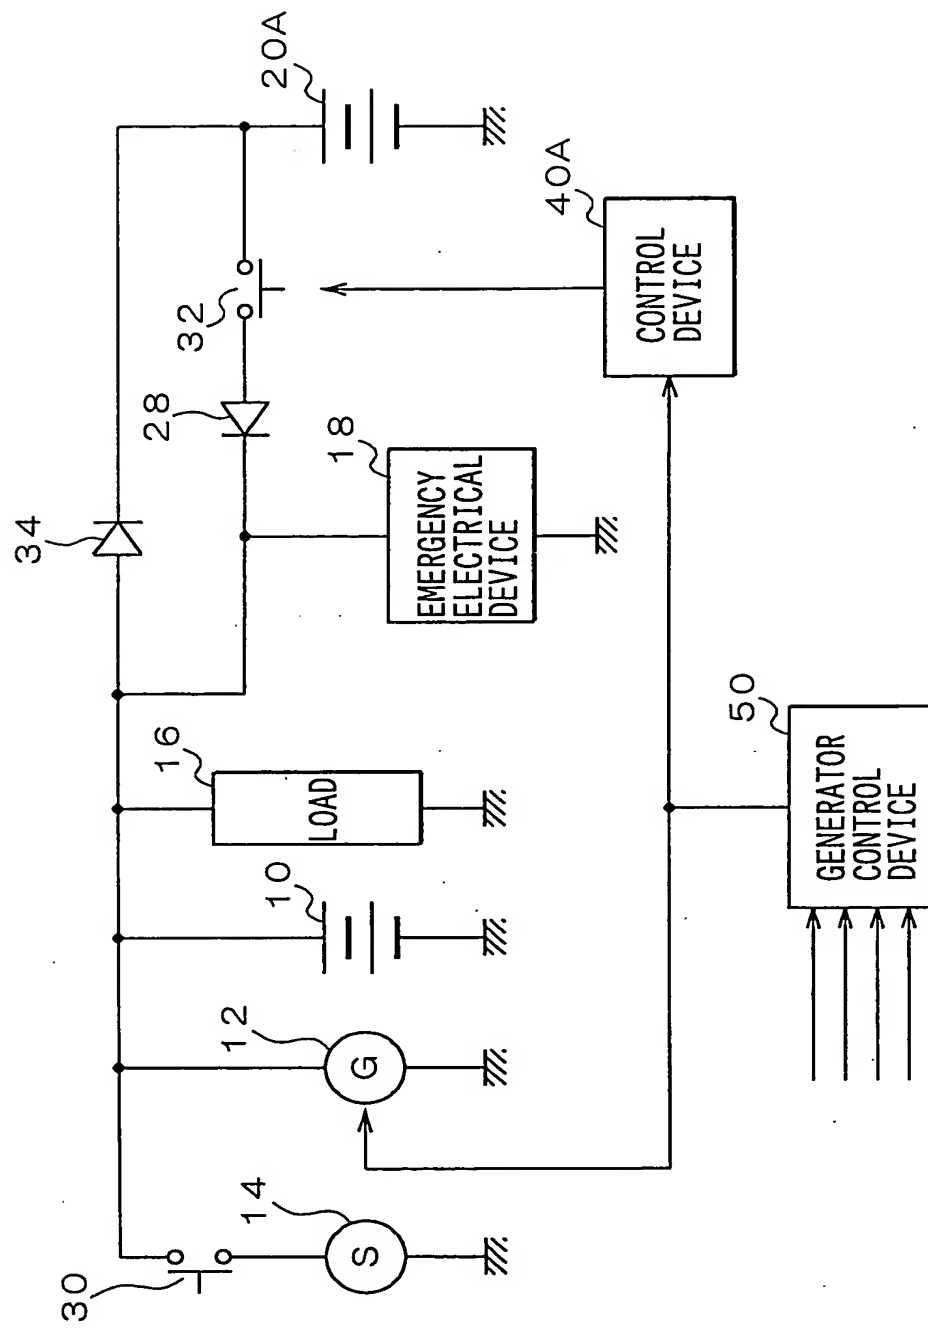 34
20A
28
32
40A
CONTROL
DEVICE
18
EMERGENCY
ELECTRICAL
DEVICE
16
LOAD
10
12
G
14
S
30
50
GENERATOR
CONTROL
DEVICE